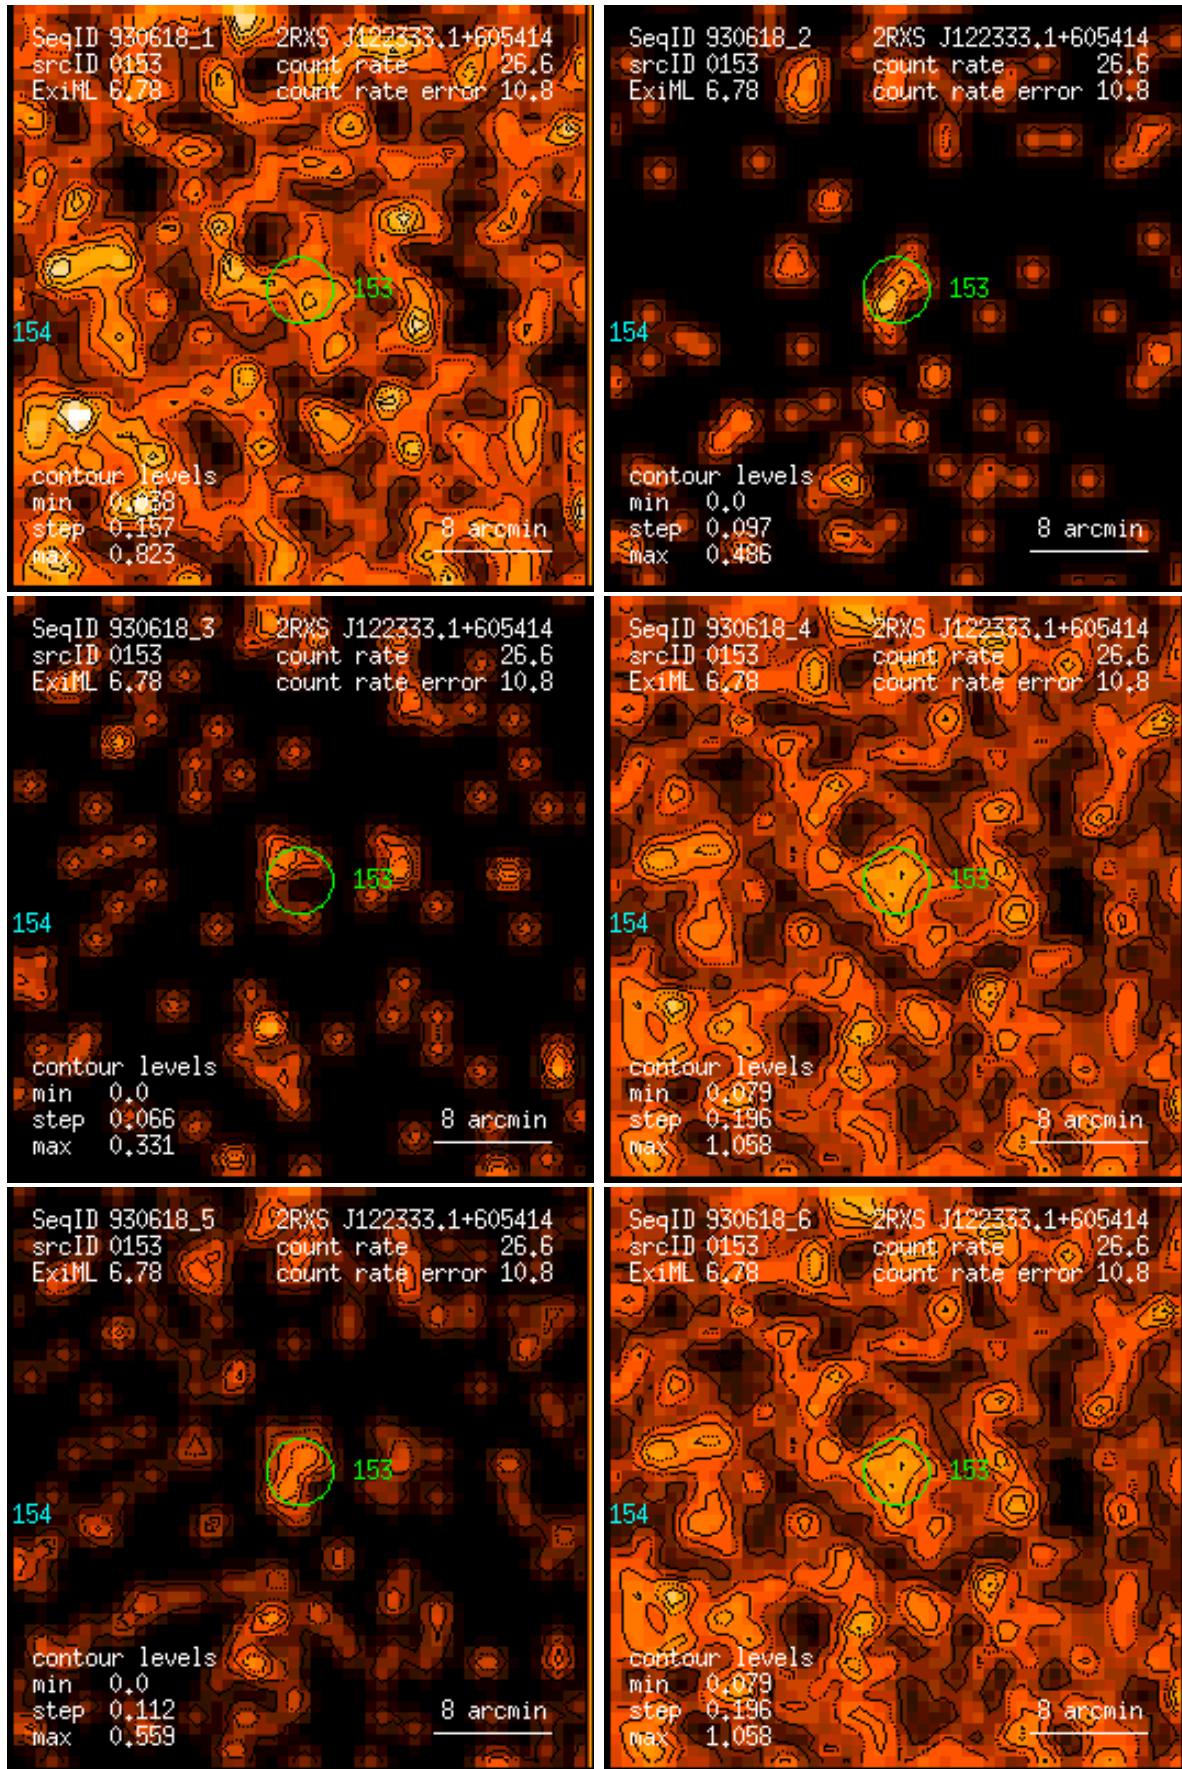 SeqID 930618_1 2RXS J122333.1+605414
srcID 0153 count rate 26.6
ExiML 6.78 count rate error 10.8
153
154
contour levels
min 0.038
step 0.157 8 arcmin
max 0.823
SeqID 930618_2 2RXS J122333.1+605414
srcID 0153 count rate 26.6
ExiML 6.78 count rate error 10.8
153
154
contour levels
min 0.0
step 0.097 8 arcmin
max 0.486
SeqID 930618_3 2RXS J122333.1+605414
srcID 0153 count rate 26.6
ExiML 6.78 count rate error 10.8
153
154
contour levels
min 0.0
step 0.066 8 arcmin
max 0.331
SeqID 930618_4 2RXS J122333.1+605414
srcID 0153 count rate 26.6
ExiML 6.78 count rate error 10.8
153
154
contour levels
min 0.079
step 0.196 8 arcmin
max 1.058
SeqID 930618_5 2RXS J122333.1+605414
srcID 0153 count rate 26.6
ExiML 6.78 count rate error 10.8
153
154
contour levels
min 0.0
step 0.112 8 arcmin
max 0.559
SeqID 930618_6 2RXS J122333.1+605414
srcID 0153 count rate 26.6
ExiML 6.78 count rate error 10.8
153
154
contour levels
min 0.079
step 0.196 8 arcmin
max 1.058